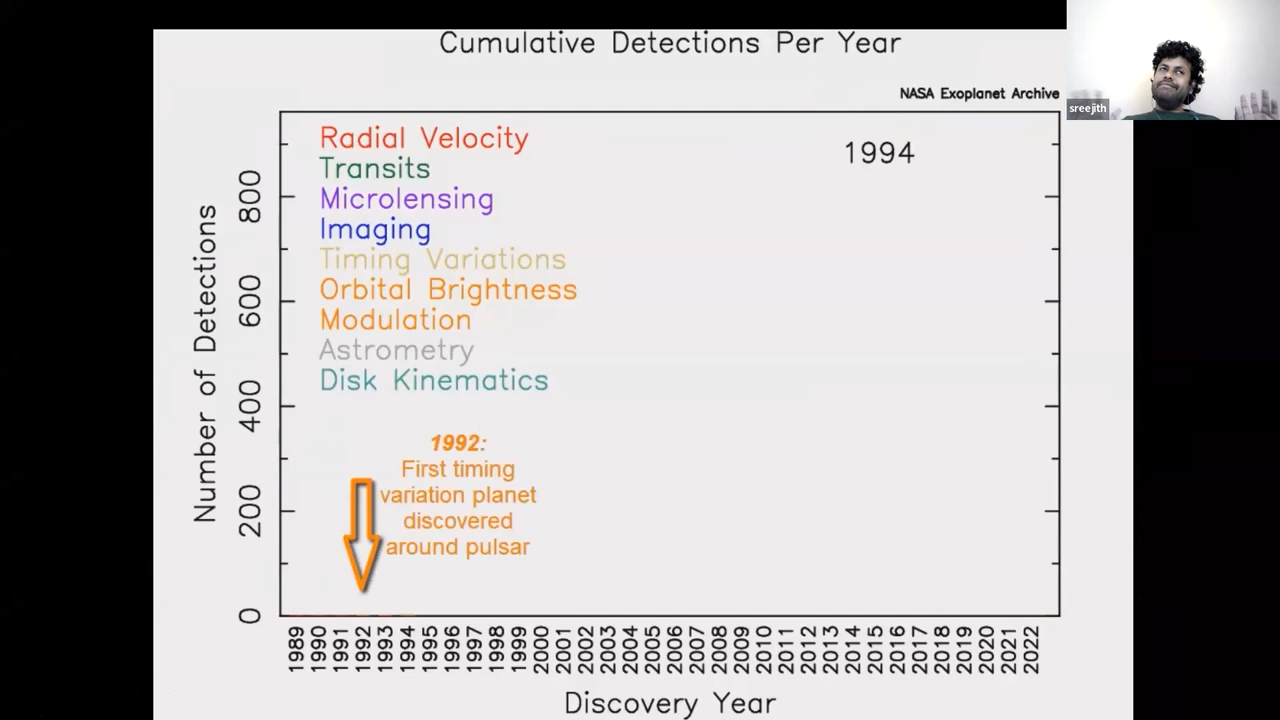 Cumulative Detections Per Year
NASA Exoplanet Archive
sreejith
Radial Velocity
Transits
Microlensing
Imaging
Timing Variations
Orbital Brightness
Modulation
Astrometry
Disk Kinematics
1994
1992:
First timing
variation planet
discovered
around pulsar
Number of Detections
800
600
400
200
0
1989
1990
1991
1992
1993
1994
1995
1996
1997
1998
1999
2000
2001
2002
2003
2004
2005
2006
2007
2008
2009
2010
2011
2012
2013
2014
2015
2016
2017
2018
2019
2020
2021
2022
Discovery Year